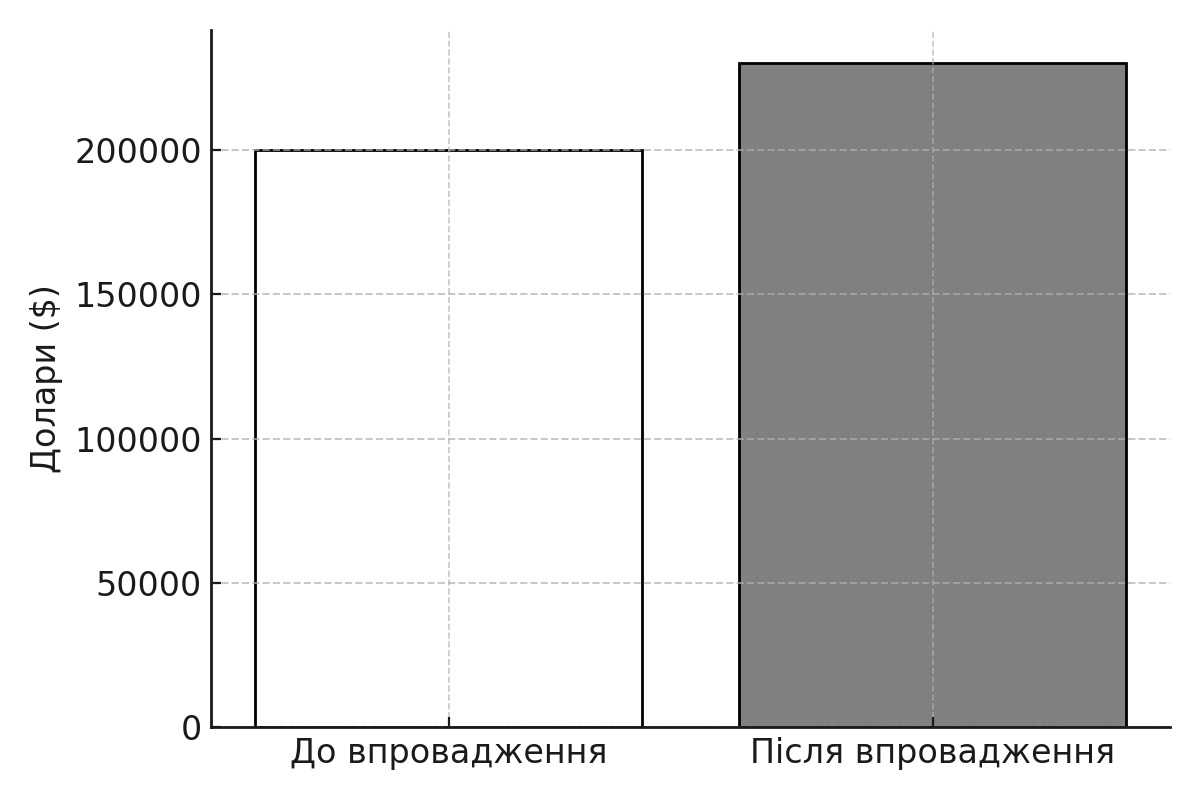 Долари ($)
200000
150000
100000
50000
0
До впровадження
Після впровадження